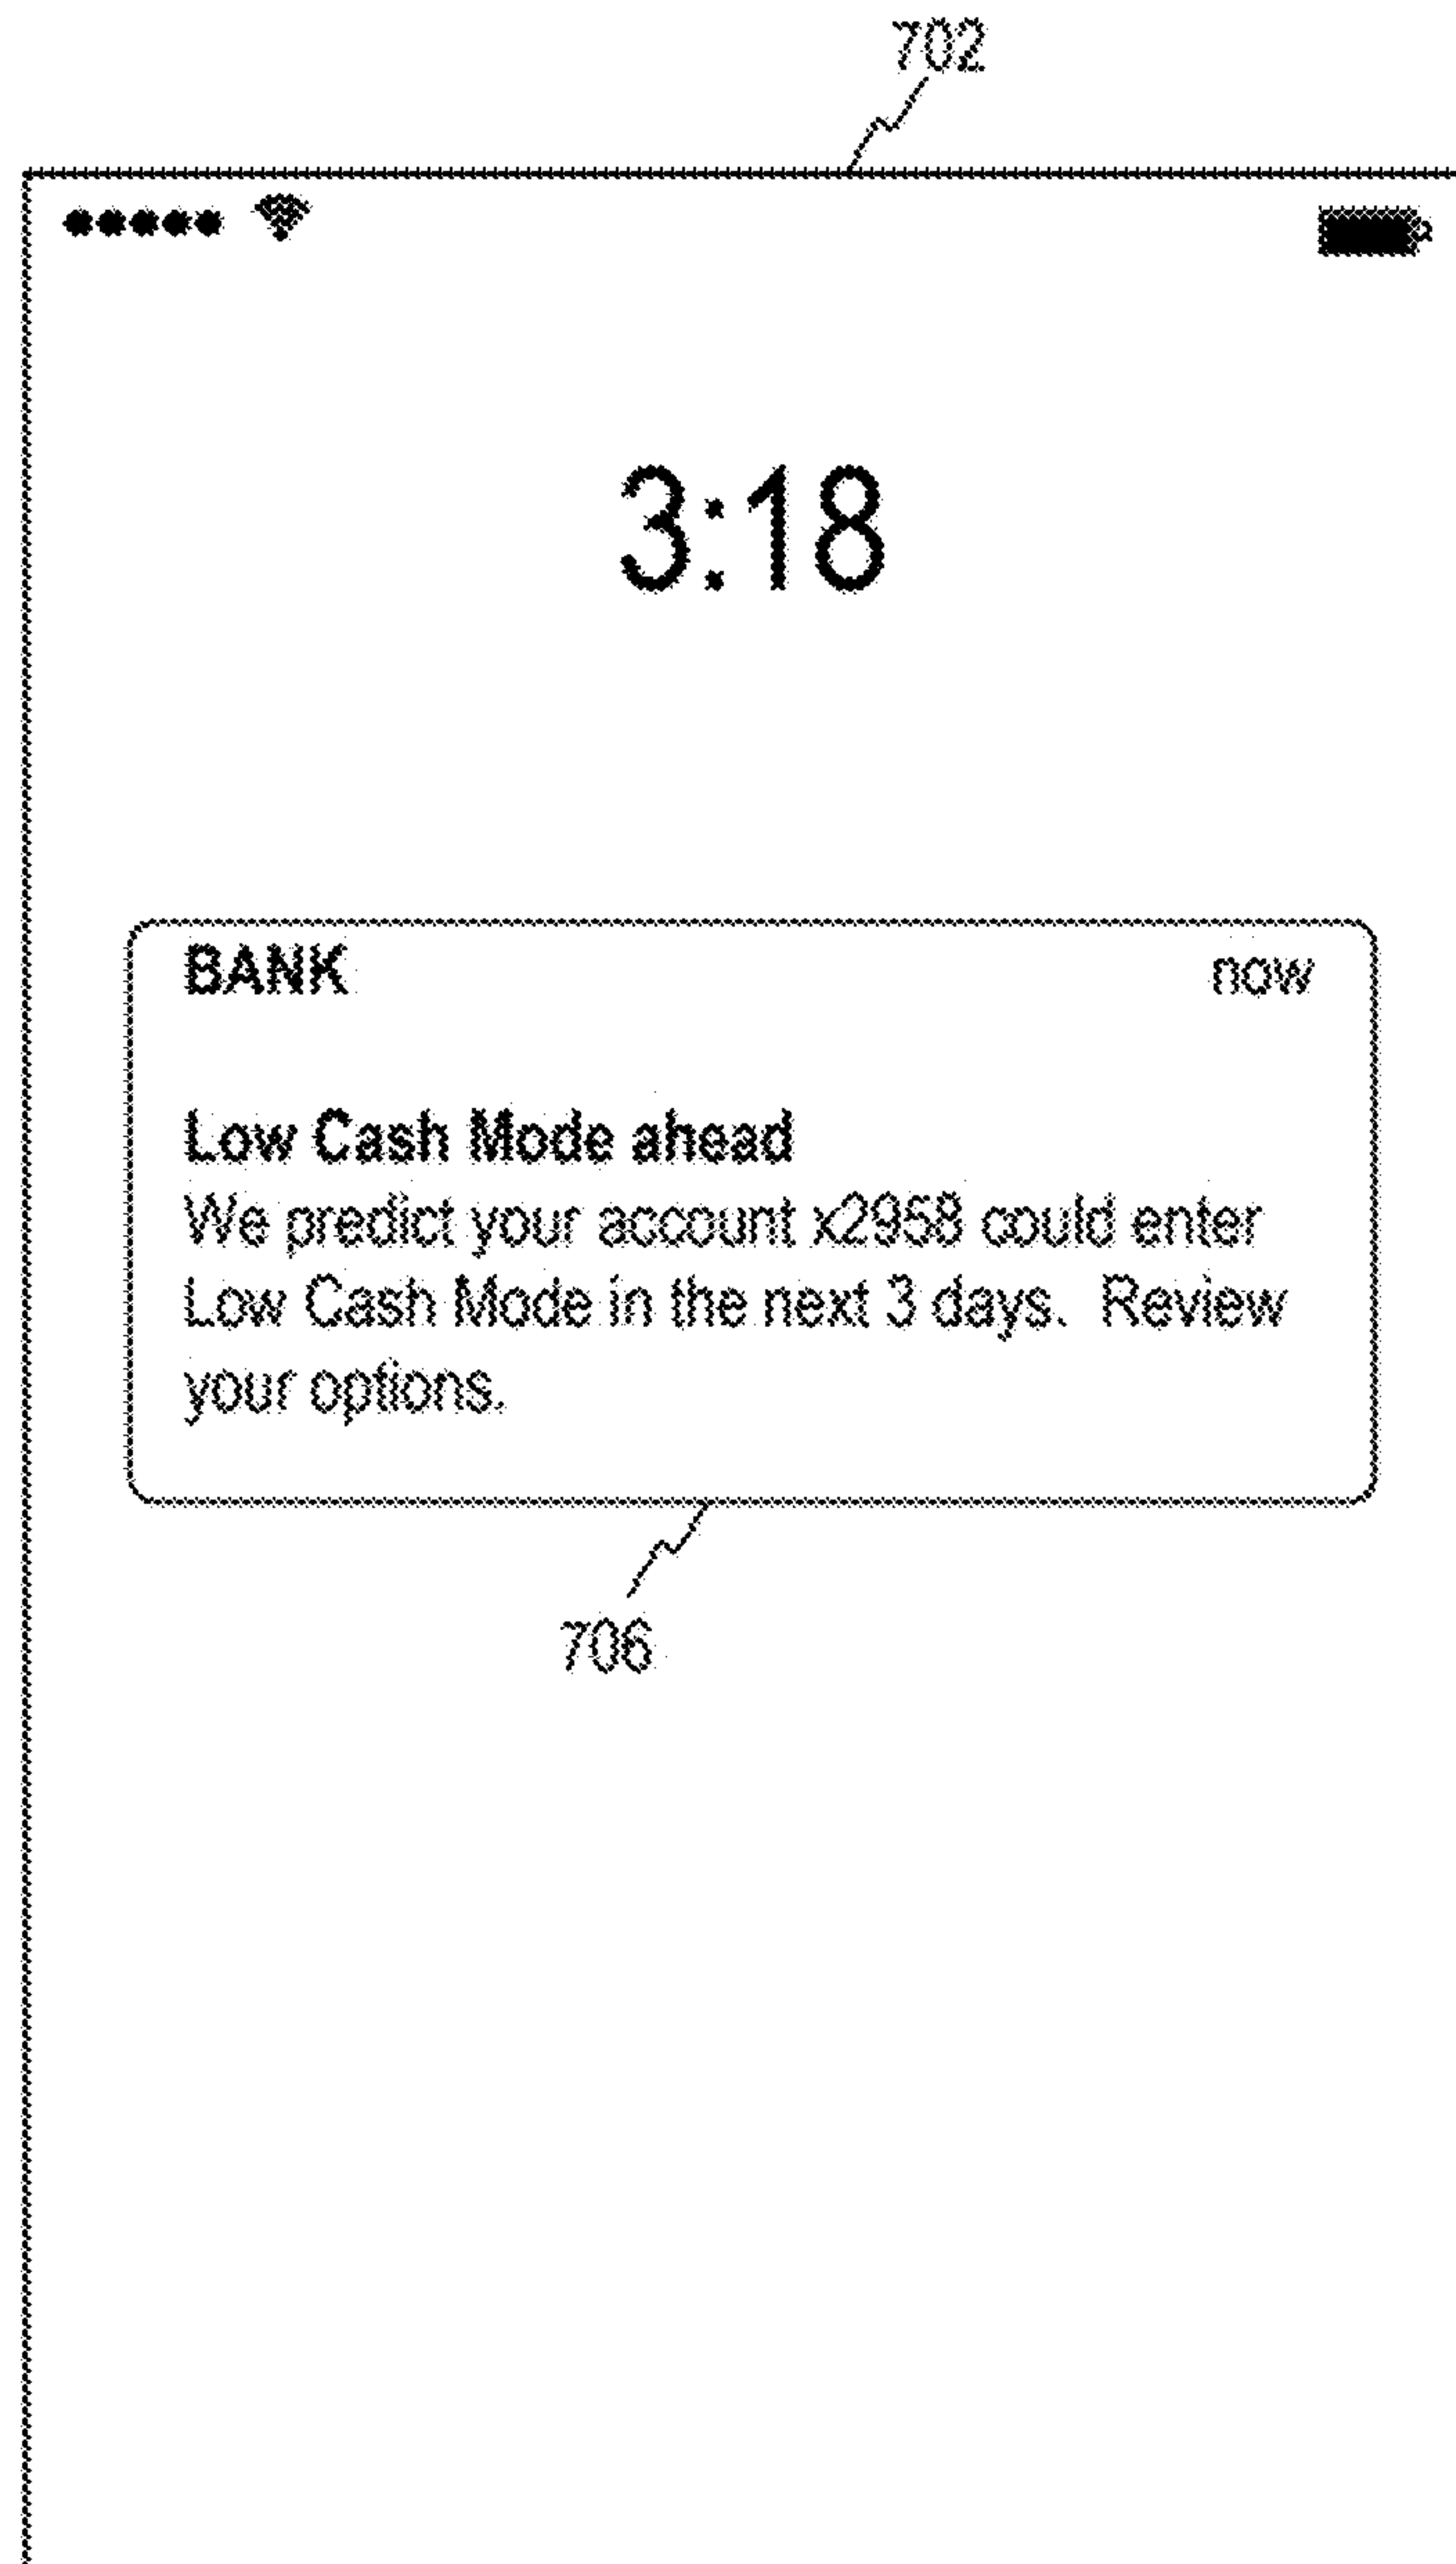 702
3:18
BANK now
Low Cash Mode ahead
We predict your account x2958 could enter
Low Cash Mode in the next 3 days. Review
your options.
706